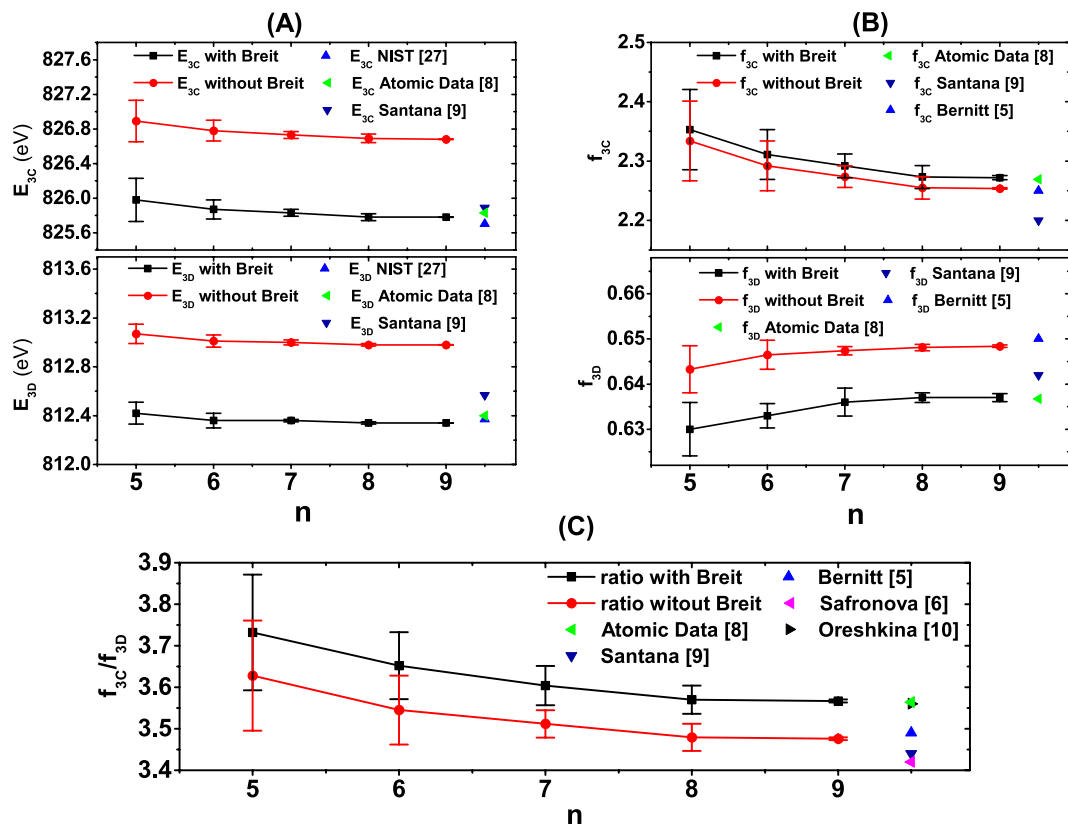 (A)
827.6
827.2
826.8
826.4
826.0
825.6
E3C (eV)
E3C with Breit
E3C without Breit
E3C NIST [27]
E3C Atomic Data [8]
E3C Santana [9]
813.6
813.2
812.8
812.4
812.0
E3D (eV)
E3D with Breit
E3D without Breit
E3D NIST [27]
E3D Atomic Data [8]
E3D Santana [9]
5 6 7 8 9
n
(B)
2.5
2.4
2.3
2.2
f3C
f3C with Breit
f3C without Breit
f3C Atomic Data [8]
f3C Santana [9]
f3C Bernitt [5]
0.66
0.65
0.64
0.63
f3D
f3D with Breit
f3D without Breit
f3D Atomic Data [8]
f3D Santana [9]
f3D Bernitt [5]
5 6 7 8 9
n
(C)
3.9
3.8
3.7
3.6
3.5
3.4
f3C/f3D
ratio with Breit
ratio witout Breit
Atomic Data [8]
Santana [9]
Bernitt [5]
Safronova [6]
Oreshkina [10]
5 6 7 8 9
n